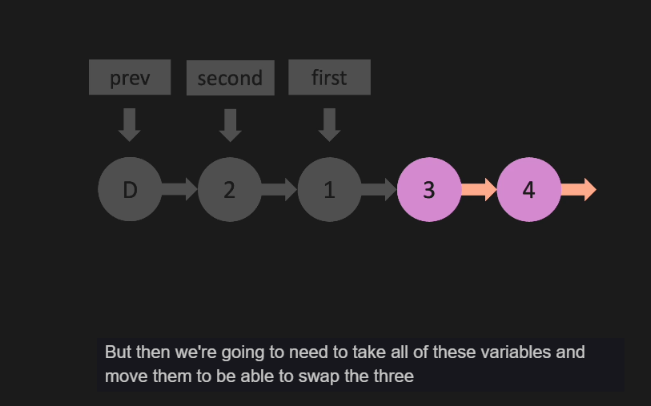 prev second first
D 2 1 3 4
But then we're going to need to take all of these variables and
move them to be able to swap the three